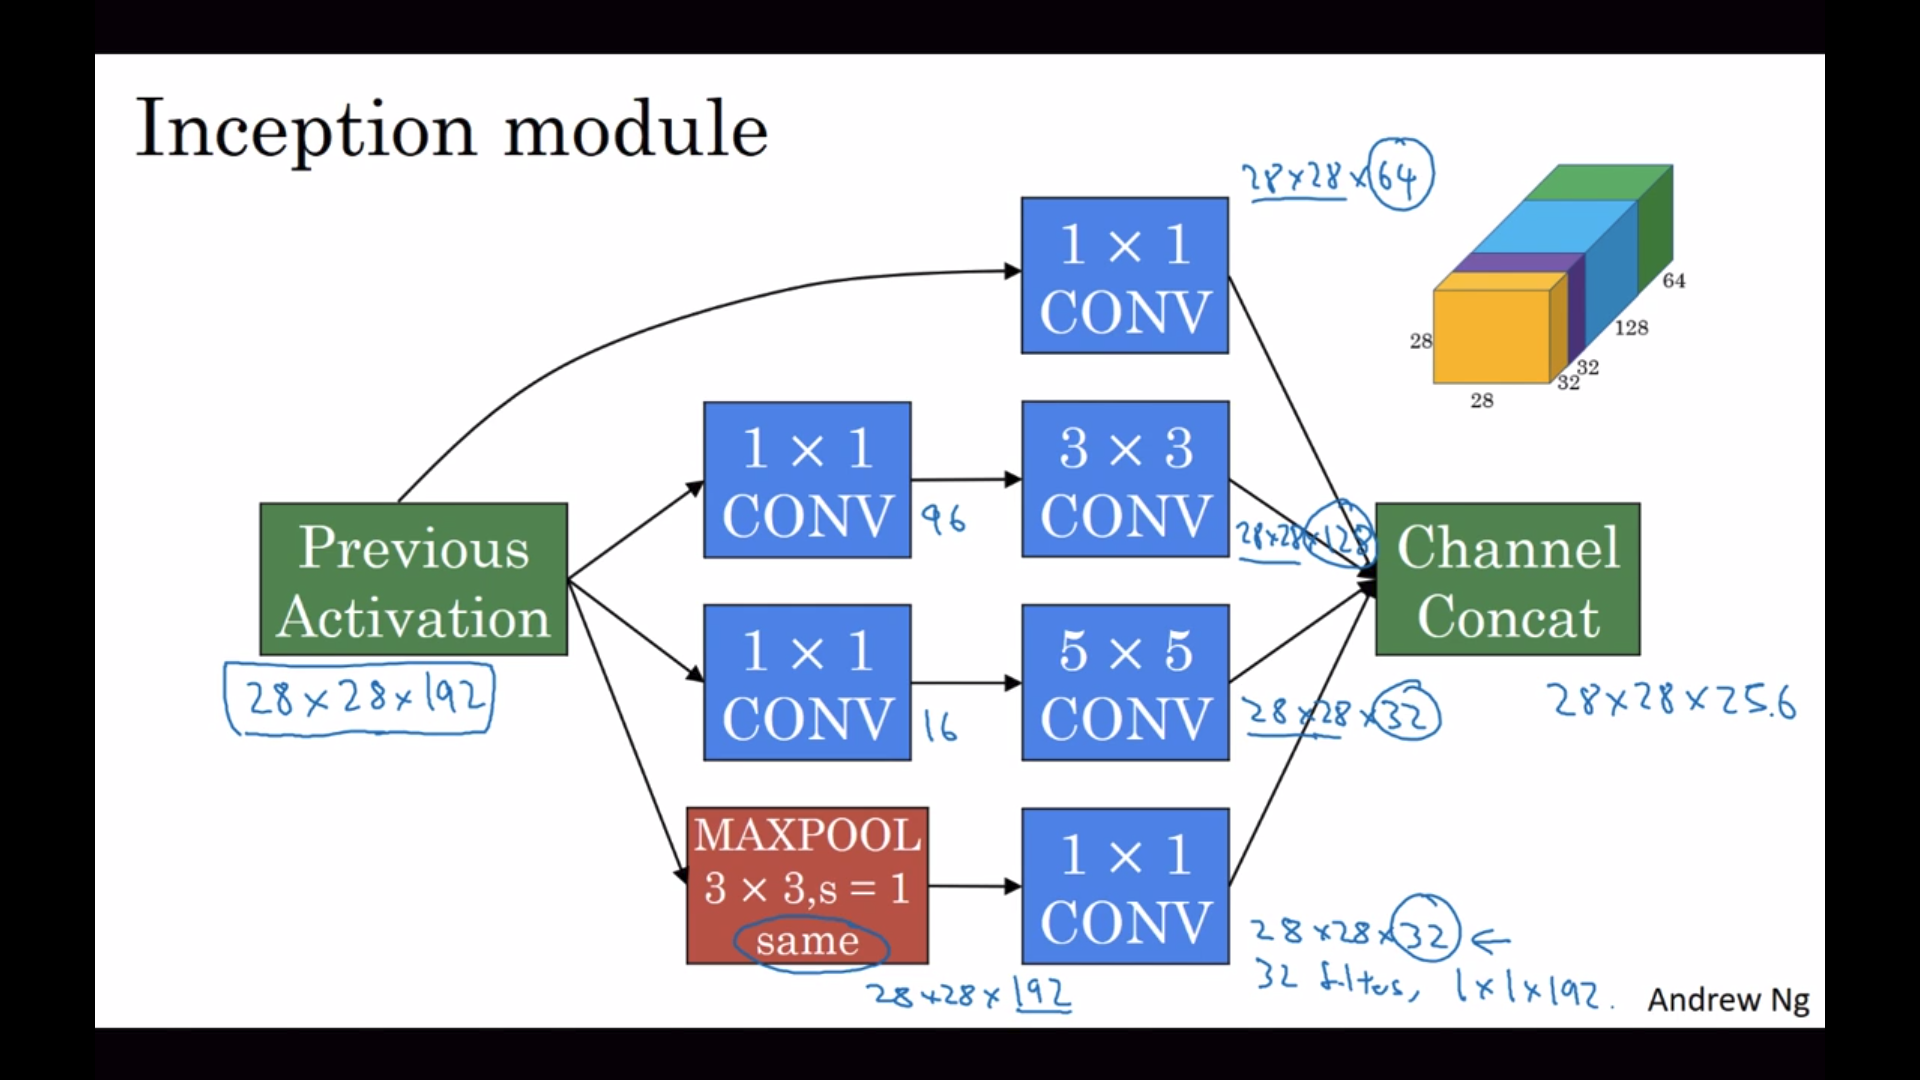 Inception module
28×28×64
1 × 1
CONV
64
128
32
32
28
28
1 × 1
CONV
96
3 × 3
CONV
28×28×128
Previous
Activation
28×28×192
Channel
Concat
28×28×25.6
1 × 1
CONV
16
5 × 5
CONV
28×28×32
MAXPOOL
3 × 3,s = 1
same
28×28×192
1 × 1
CONV
28×28×32 ←
32 filters, 1×1×192.
Andrew Ng